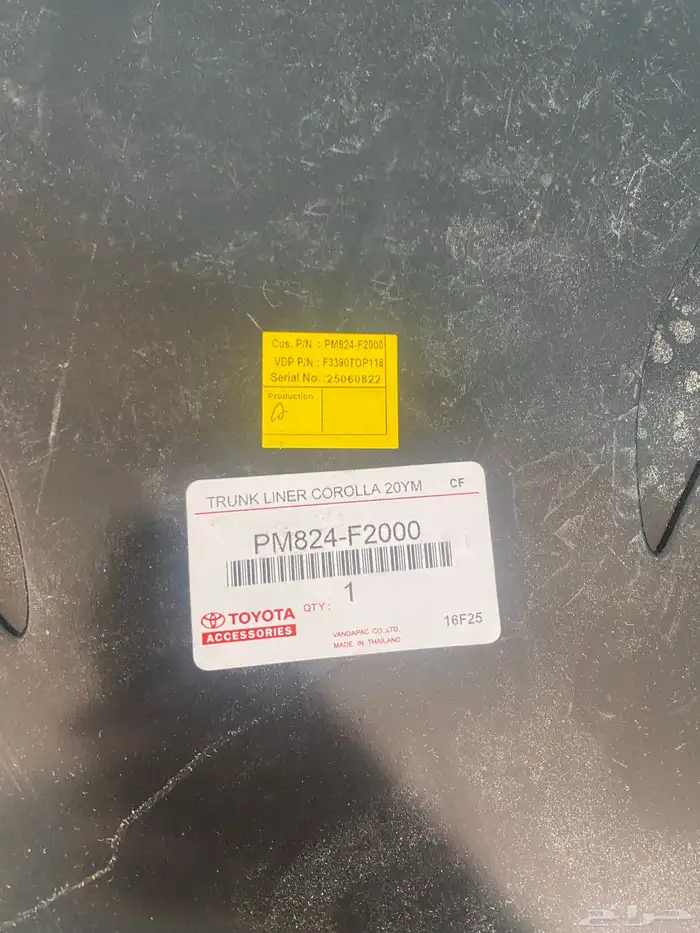 Cus. P/N : PM824-F2000
VDP P/N : F3390TOP118
Serial No :25060822
Production
TRUNK LINER COROLLA 20YM CF
PM824-F2000
1
QTY :
TOYOTA
ACCESSORIES
VANDAPAC CO.,LTD.
MADE IN THAILAND
16F25
حراج